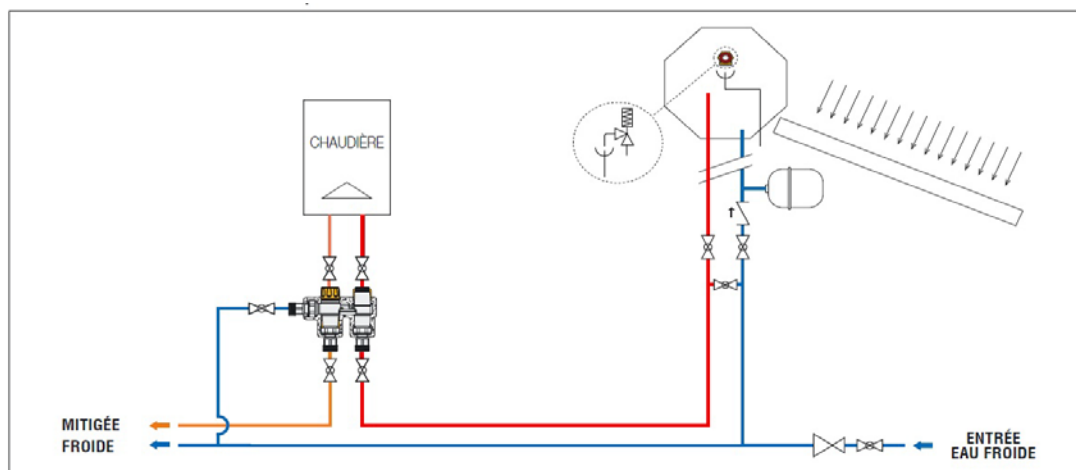 CHAUDIÈRE
MITIGÉE
FROIDE
ENTRÉE
EAU FROIDE